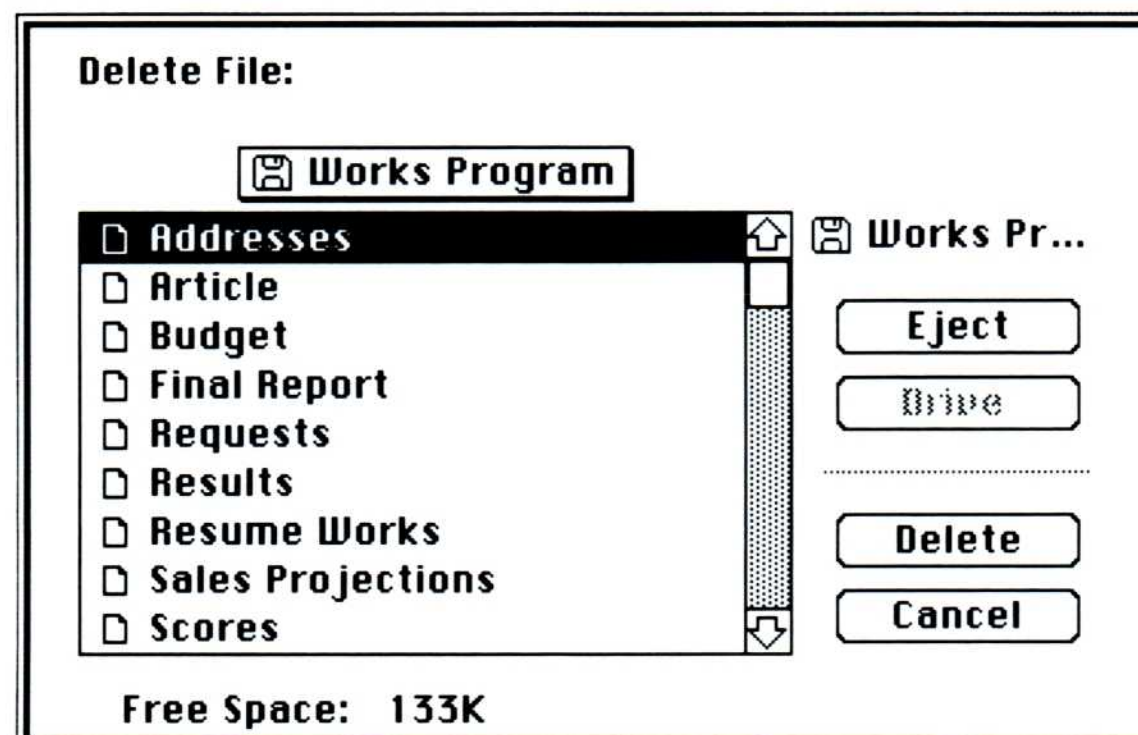 Delete File:
Works Program
Addresses
Works Pr...
Article
Budget
Eject
Final Report
Drive
Requests
Results
Resume Works
Delete
Sales Projections
Scores
Cancel
Free Space: 133K